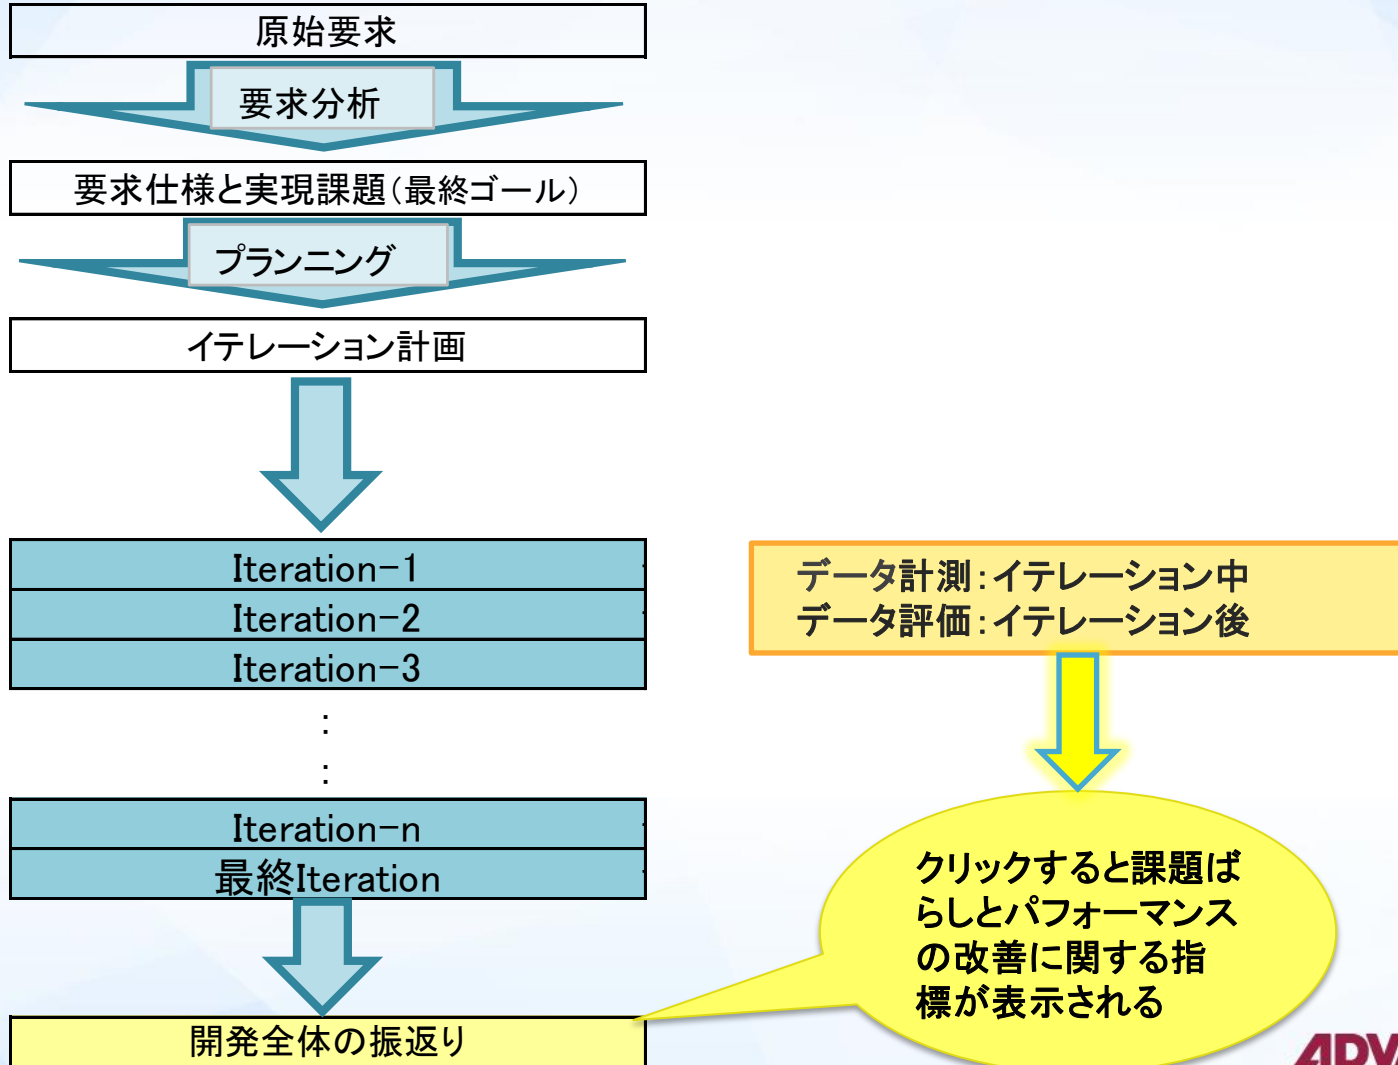 原始要求
要求分析
要求仕様と実現課題(最終ゴール)
プランニング
イテレーション計画
Iteration-1
Iteration-2
Iteration-3
:
:
Iteration-n
最終Iteration
開発全体の振返り
データ計測:イテレーション中
データ評価:イテレーション後
クリックすると課題ば
らしとパフォーマンス
の改善に関する指
標が表示される